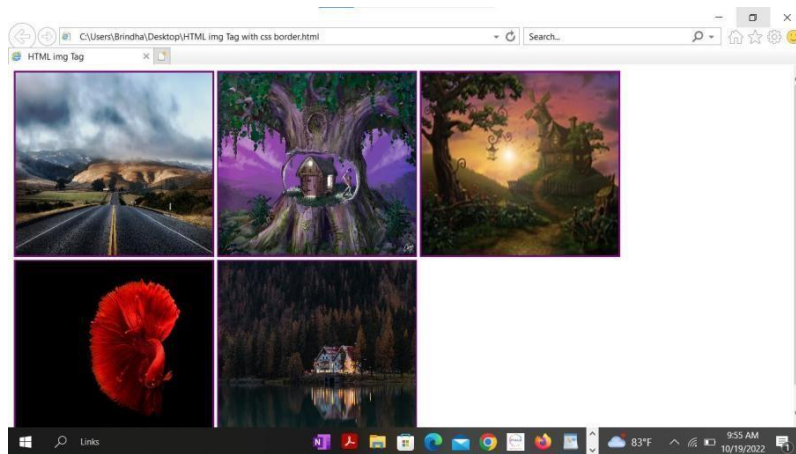 C:\Users\Brindha\Desktop\HTML img Tag with css border.html
Search...
HTML img Tag
Links
83°F
9:55 AM
10/19/2022